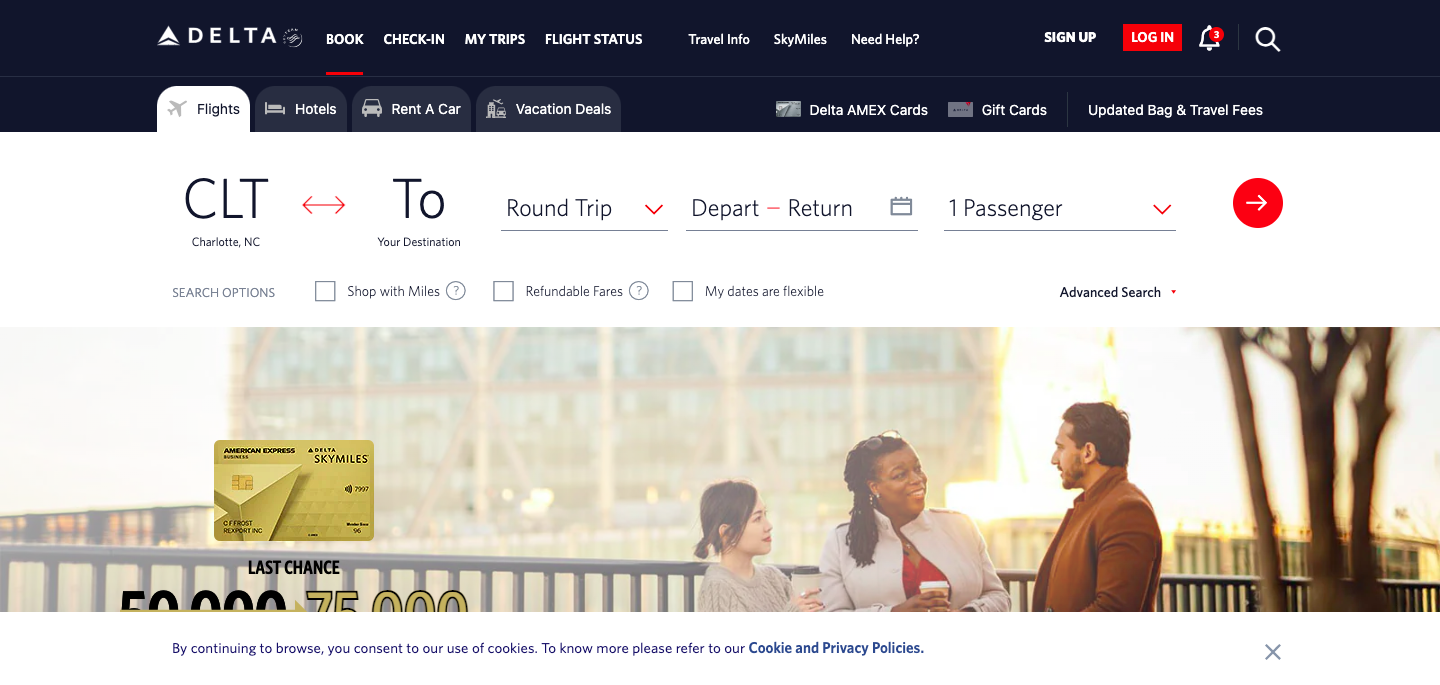 DELTA
BOOK CHECK-IN MY TRIPS FLIGHT STATUS Travel Info SkyMiles Need Help? SIGN UP LOG IN 3
Flights Hotels Rent A Car Vacation Deals Delta AMEX Cards Gift Cards Updated Bag & Travel Fees
CLT To Round Trip Depart – Return 1 Passenger
Charlotte, NC Your Destination
SEARCH OPTIONS Shop with Miles ? Refundable Fares ? My dates are flexible Advanced Search
AMERICAN EXPRESS DELTA
BUSINESS SKYMILES
7997
C F FROST
REXPORT INC 96
LAST CHANCE
50,000 75,000
By continuing to browse, you consent to our use of cookies. To know more please refer to our Cookie and Privacy Policies.